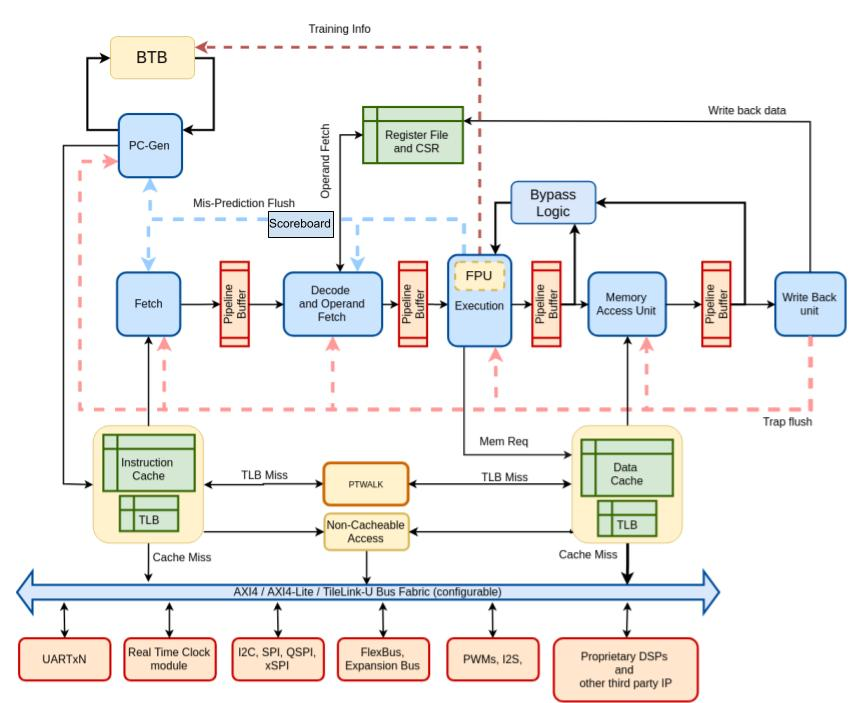 Training Info
BTB
PC-Gen
Register File
and CSR
Write back data
Operand Fetch
Mis-Prediction Flush
Scoreboard
Bypass
Logic
Fetch
Pipeline
Buffer
Decode
and Operand
Fetch
Pipeline
Buffer
FPU
Execution
Pipeline
Buffer
Memory
Access Unit
Pipeline
Buffer
Write Back
unit
Trap flush
Mem Req
Instruction
Cache
TLB
TLB Miss
PTWALK
TLB Miss
Data
Cache
TLB
Non-Cacheable
Access
Cache Miss
Cache Miss
AXI4 / AXI4-Lite / TileLink-U Bus Fabric (configurable)
UARTxN
Real Time Clock
module
I2C, SPI, QSPI,
xSPI
FlexBus,
Expansion Bus
PWMs, I2S,
Proprietary DSPs
and
other third party IP